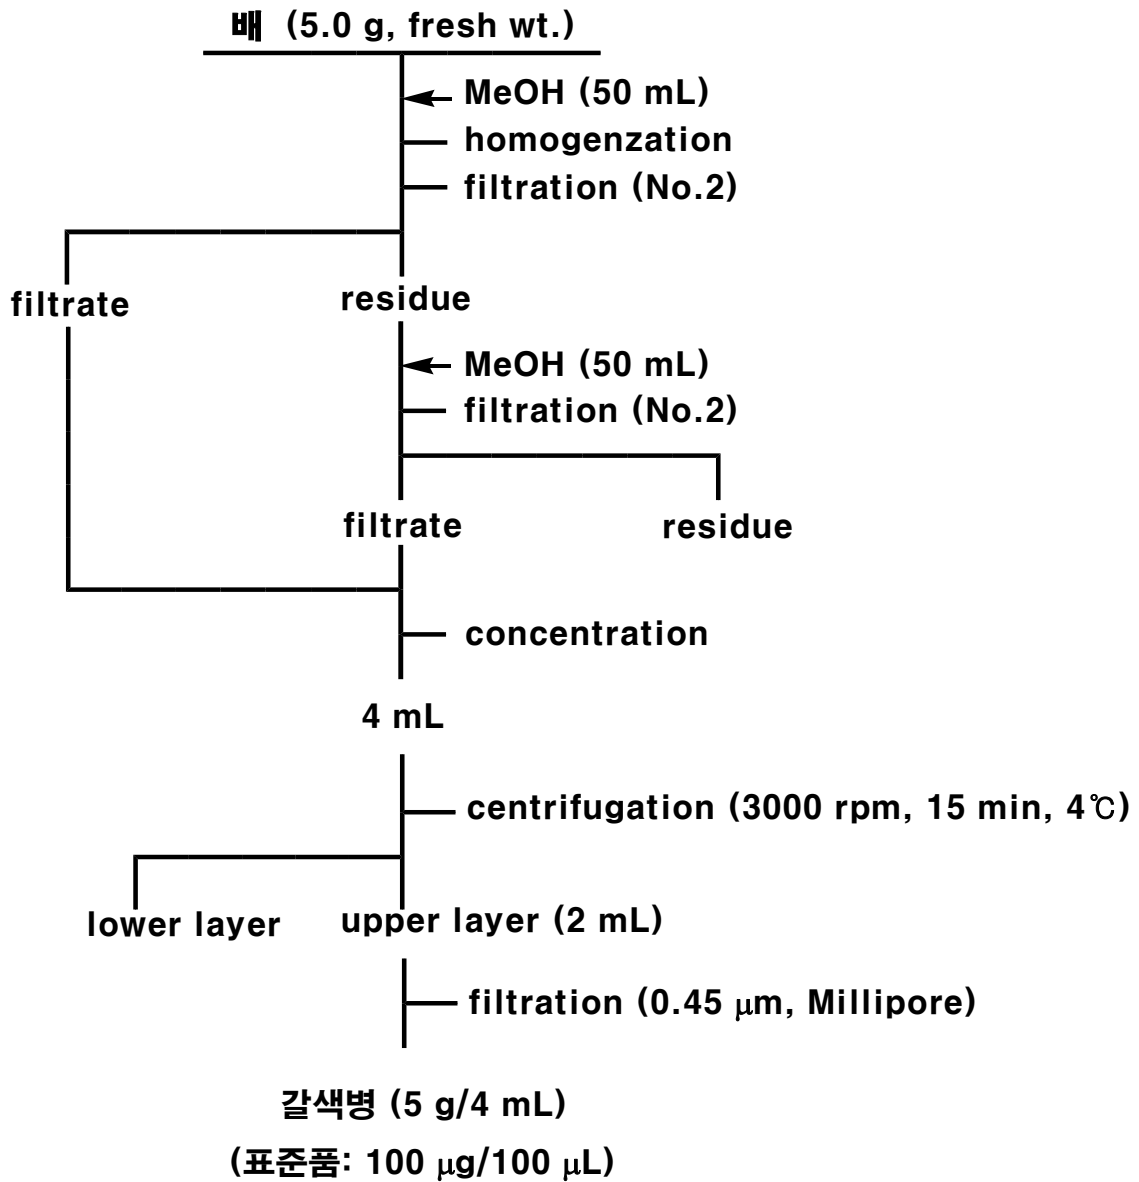 배 (5.0 g, fresh wt.)
MeOH (50 mL)
homogenzation
filtration (No.2)
filtrate
residue
MeOH (50 mL)
filtration (No.2)
filtrate
residue
concentration
4 mL
centrifugation (3000 rpm, 15 min, 4℃)
lower layer
upper layer (2 mL)
filtration (0.45 μm, Millipore)
갈색병 (5 g/4 mL)
(표준품: 100 μg/100 μL)